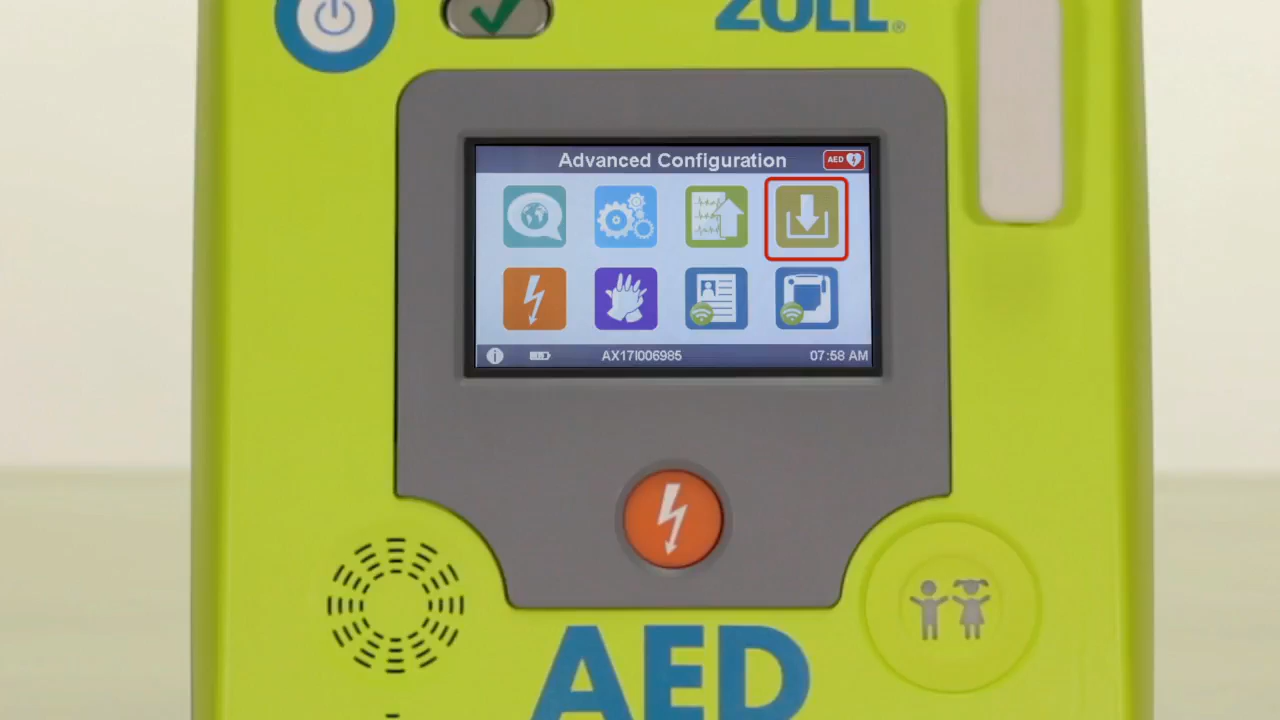 ZOLL®
Advanced Configuration
AED
AX17I006985
07:58 AM
AED